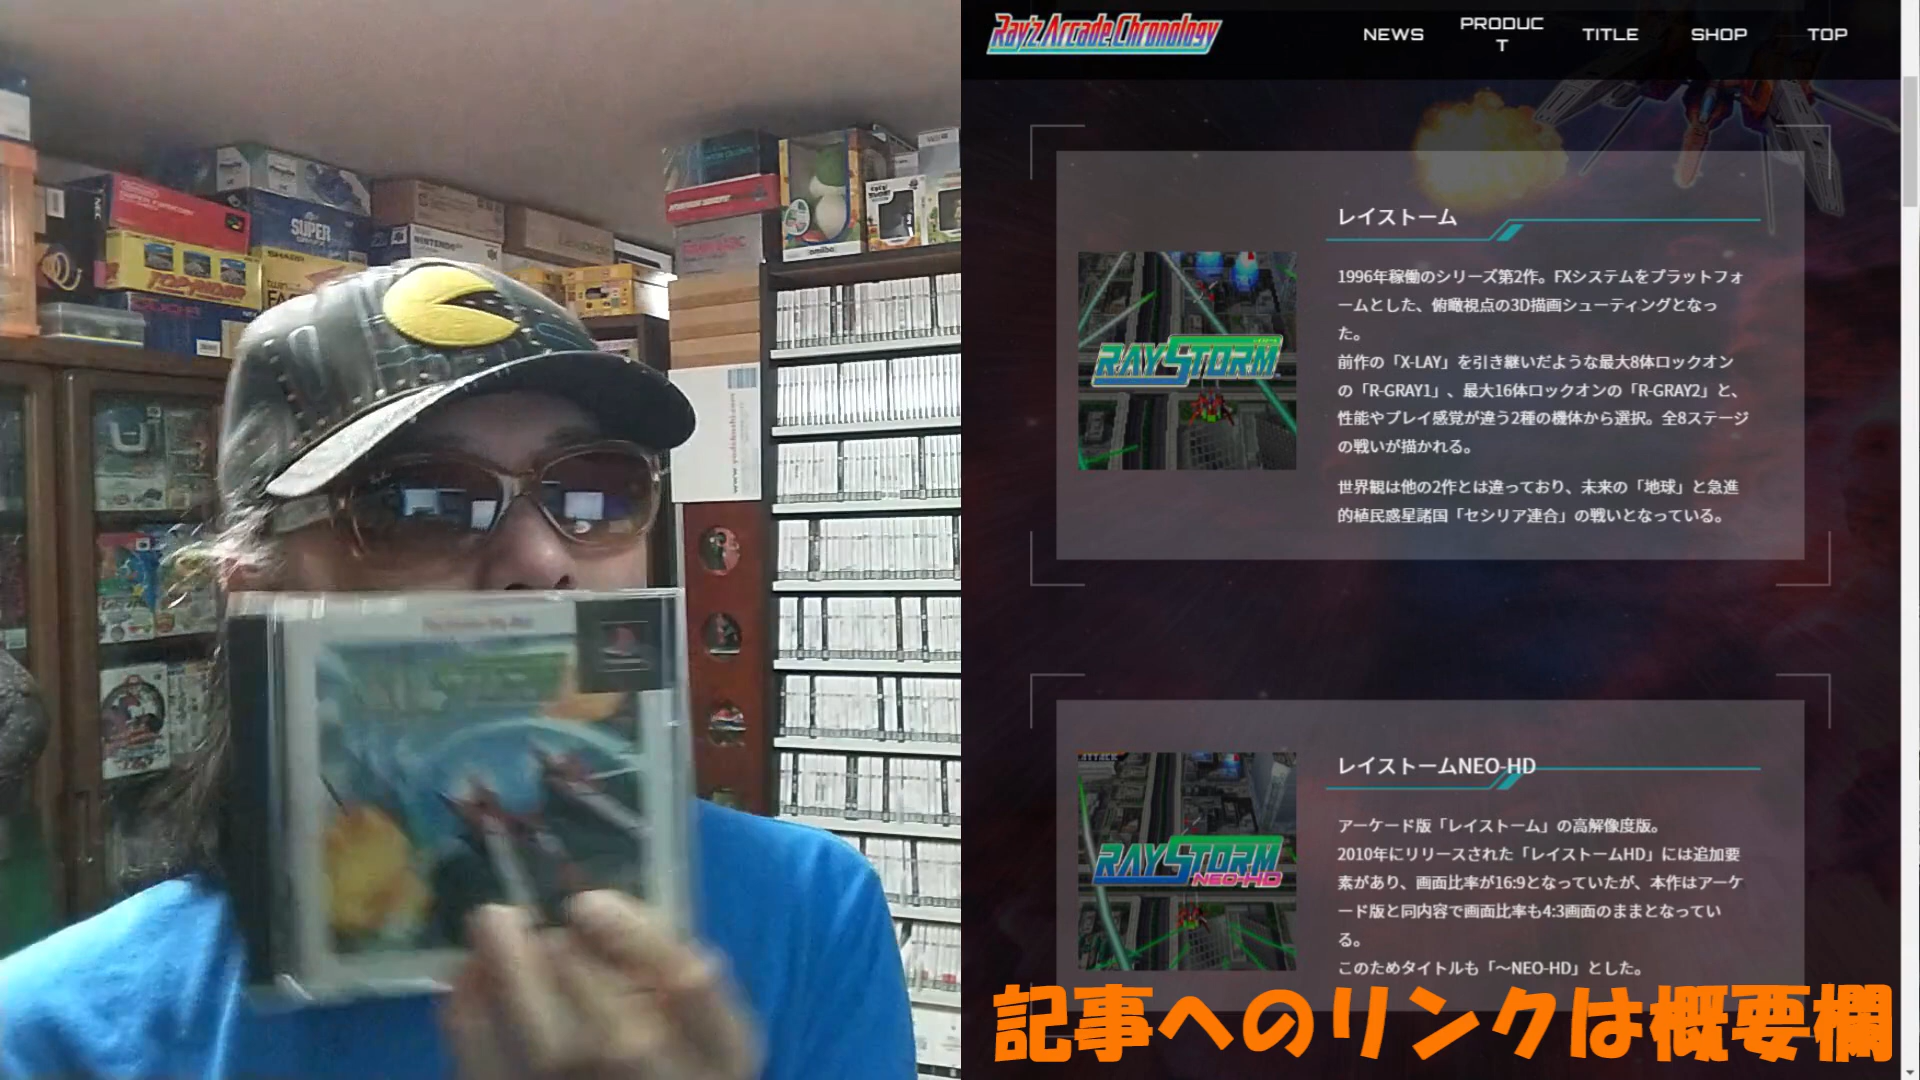 Ray'z Arcade Chronology
NEWS
PRODUC
T
TITLE
SHOP
TOP
レイストーム
1996年稼働のシリーズ第2作。FXシステムをプラットフォ
ームとした、俯瞰視点の3D描画シューティングとなっ
た。
前作の「X-LAY」を引き継いだような最大8体ロックオン
の「R-GRAY1」、最大16体ロックオンの「R-GRAY2」と、
性能やプレイ感覚が違う2種の機体から選択。全8ステージ
の戦いが描かれる。
世界観は他の2作とは違っており、未来の「地球」と急進
的植民惑星諸国「セシリア連合」の戦いとなっている。
RAYSTORM
レイストームNEO-HD
アーケード版「レイストーム」の高解像度版。
2010年にリリースされた「レイストームHD」には追加要
素があり、画面比率が16:9となっていたが、本作はアーケ
ード版と同内容で画面比率も4:3画面のままとなってい
る。
このためタイトルも「～NEO-HD」とした。
ATTACK
RAYSTORM
NEO-HD
記事へのリンクは概要欄
SUPER
NINTENDO
TOP RIDER
SHARP
NEC
amiibo